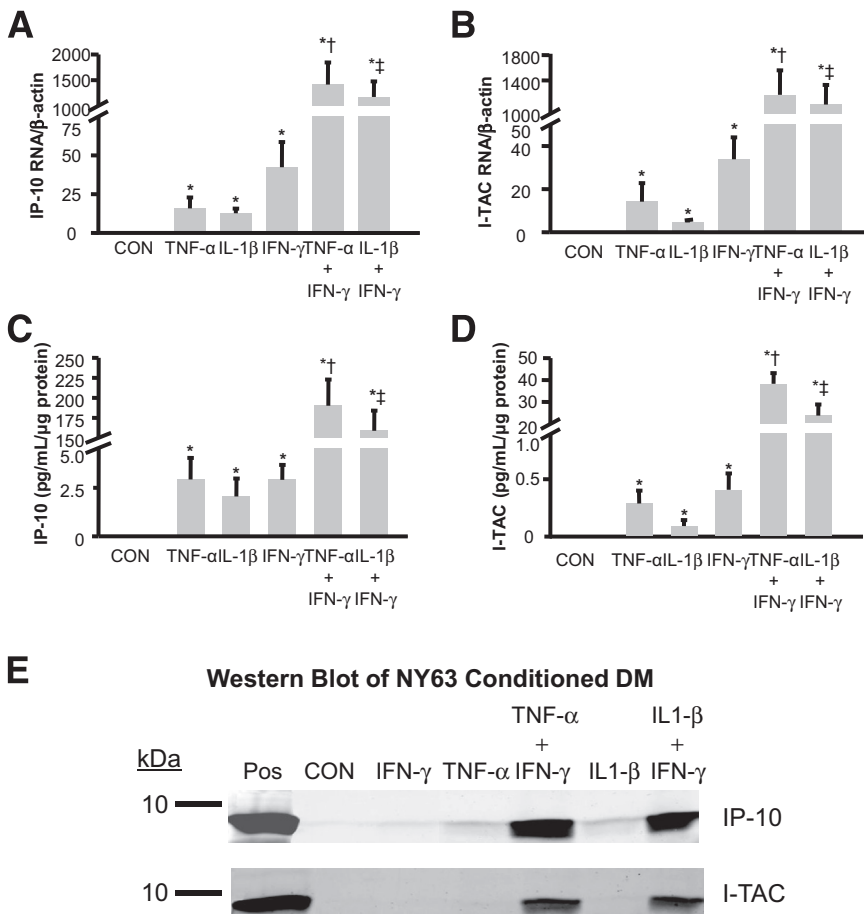 A
IP-10 RNA/β-actin
2000
1500
1000
75
50
25
0
*
*
*
*†
*‡
CON TNF-α IL-1β IFN-γ TNF-α IL-1β
+ +
IFN-γ IFN-γ
B
I-TAC RNA/β-actin
1800
1400
1000
50
40
20
0
*
*
*
*†
*‡
CON TNF-α IL-1β IFN-γ TNF-α IL-1β
+ +
IFN-γ IFN-γ
C
IP-10 (pg/mL/μg protein)
250
225
200
175
150
5.0
2.5
0
*
*
*
*†
*‡
CON TNF-α IL-1β IFN-γ TNF-α IL-1β
+ +
IFN-γ IFN-γ
D
I-TAC (pg/mL/μg protein)
50
40
30
20
1.0
0.5
0
*
*
*
*†
*‡
CON TNF-α IL-1β IFN-γ TNF-α IL-1β
+ +
IFN-γ IFN-γ
E
Western Blot of NY63 Conditioned DM
TNF-α IL1-β
+ +
kDa Pos CON IFN-γ TNF-α IFN-γ IL1-β IFN-γ
10 IP-10
10 I-TAC